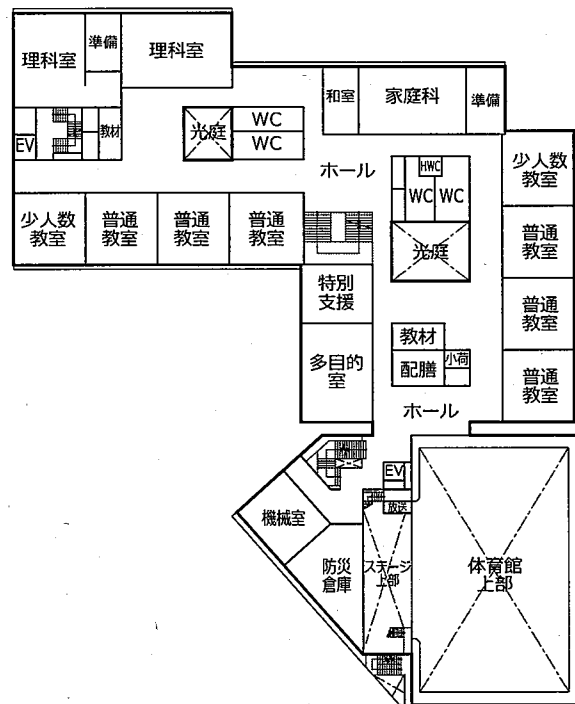 理科室
準備
理科室
和室
家庭科
準備
教材
EV
光庭
WC
WC
ホール
HWC
WC
WC
少人数
教室
少人数
教室
普通
教室
普通
教室
普通
教室
光庭
普通
教室
特別
支援
普通
教室
教材
多目的
室
配膳
小荷
普通
教室
ホール
EV
放送
機械室
防災
倉庫
ステージ
上部
体育館
上部